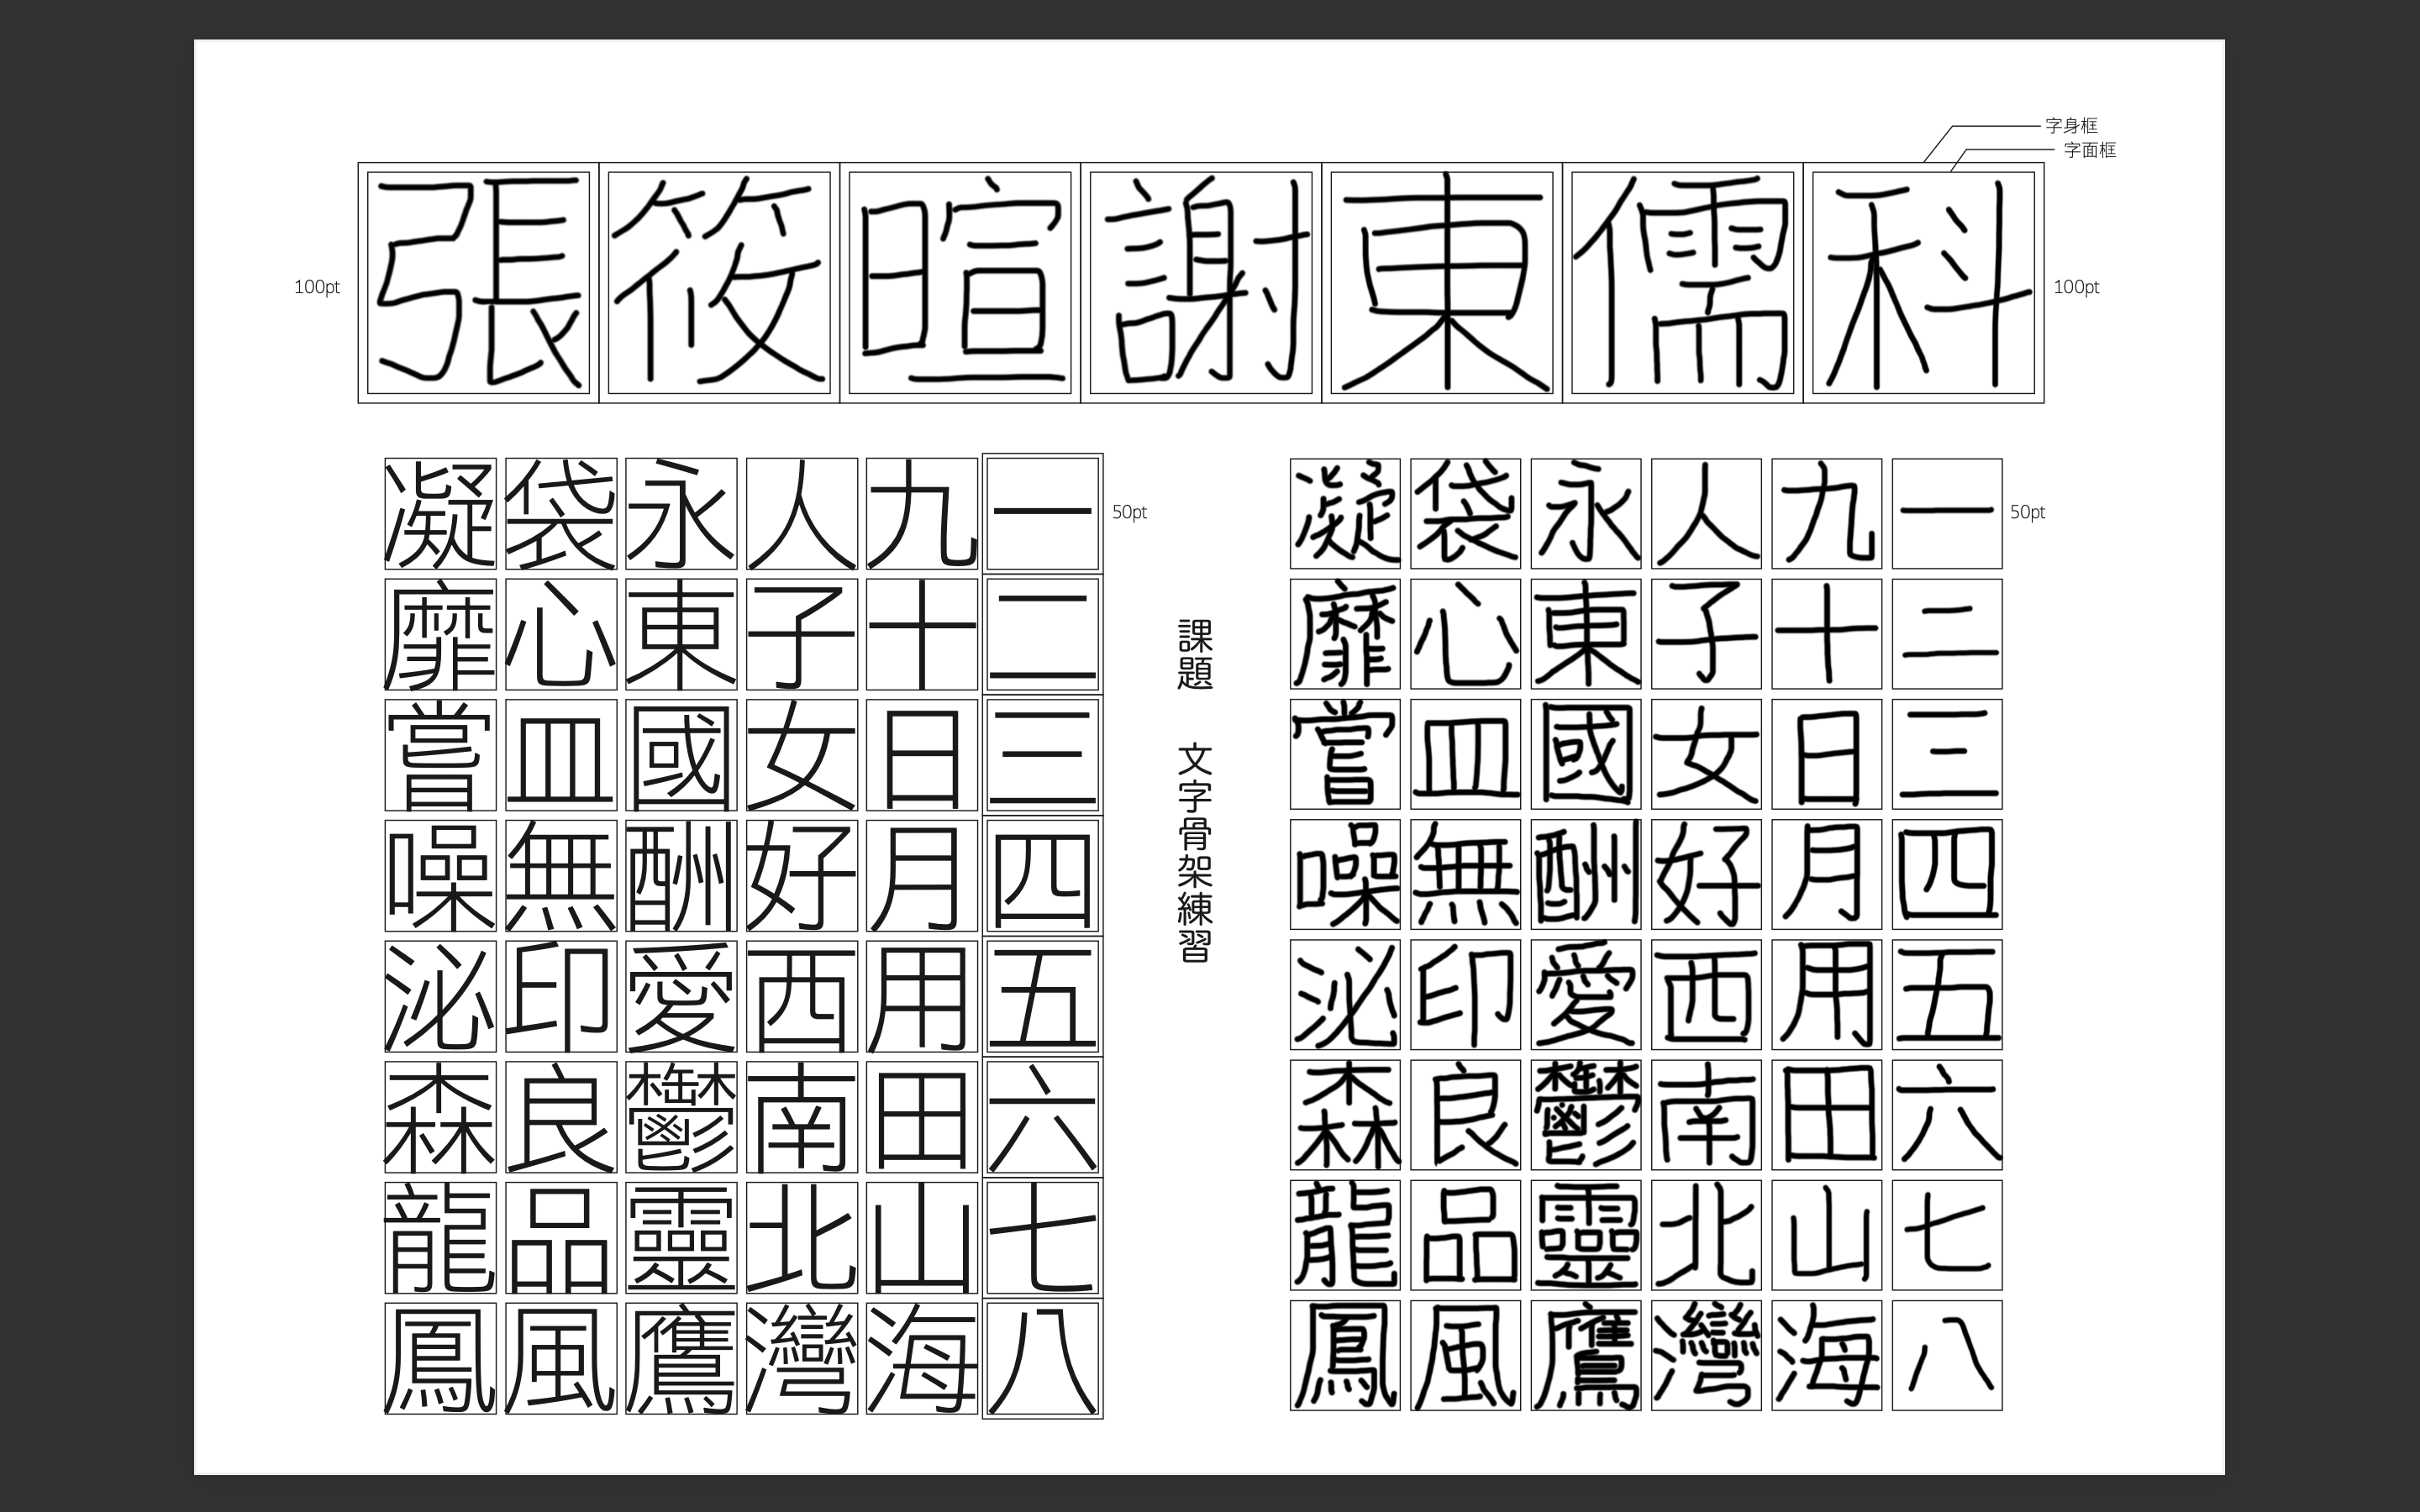 字身框
字面框
100pt
張筱暄謝東儒科
100pt
50pt
一二三四五六七八
九十日月用田山海
人子女好西南北灣
永東國酬愛鬱靈鷹
袋心皿無印良品風
凝靡嘗噪泌森龍鳳
課題 文字骨架練習
50pt
一二三四五六七八
九十日月用田山海
人子女好西南北灣
永東國酬愛鬱靈鷹
袋心皿無印良品風
凝靡嘗噪泌森龍鳳